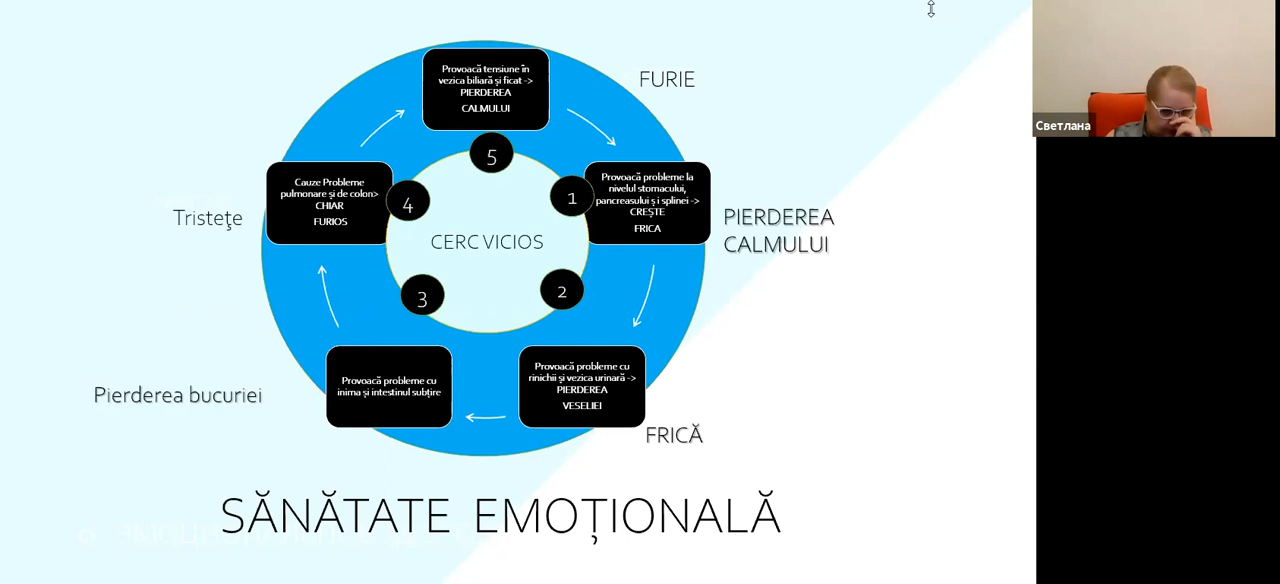 Provoacă tensiune în
vezica biliară și ficat ->
PIERDEREA
CALMULUI
FURIE
5
Cauze Probleme
pulmonare și de colon>
CHIAR
FURIOS
4
1
Provoacă probleme la
nivelul stomacului,
pancreasului ș i splinei ->
CREȘTE
FRICA
Tristețe
PIERDEREA
CALMULUI
CERC VICIOS
3
2
Provoacă probleme cu
inima și intestinul subțire
Provoacă probleme cu
rinichii și vezica urinară ->
PIERDEREA
VESELIEI
Pierderea bucuriei
FRICĂ
SĂNĂTATE EMOȚIONALĂ
Светлана